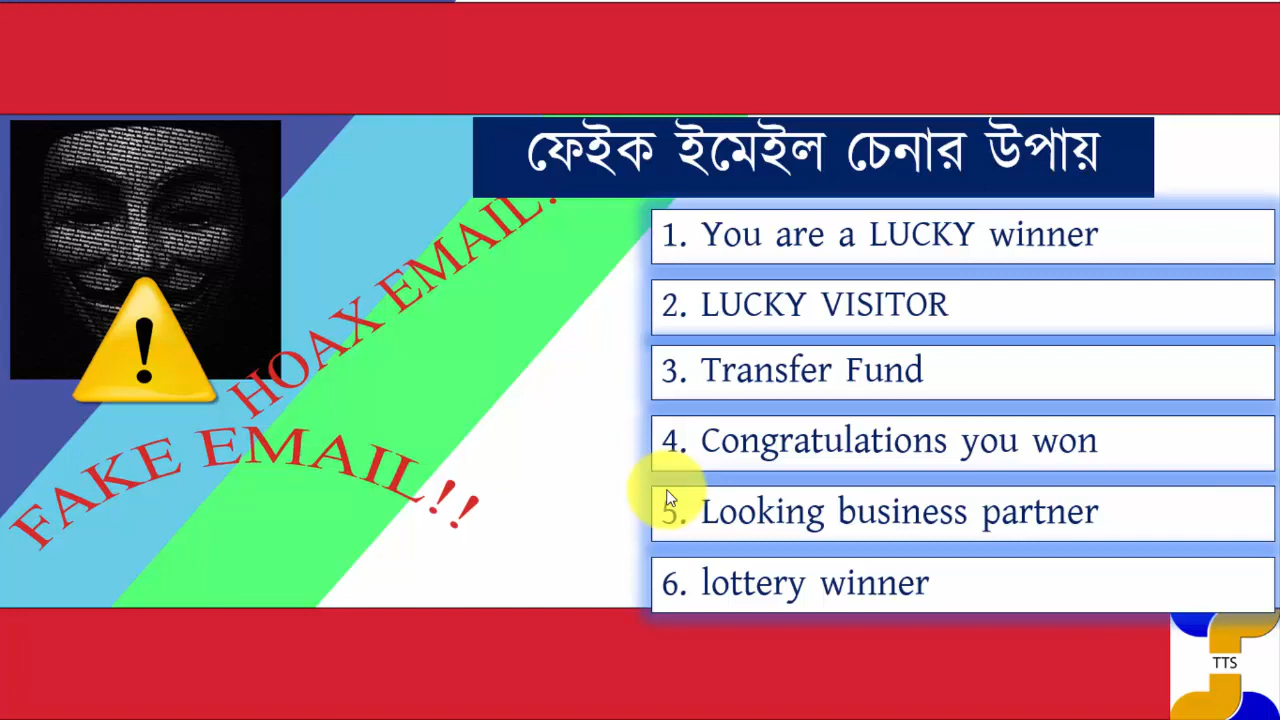 ফেইক ইমেইল চেনার উপায়
HOAX EMAIL!
FAKE EMAIL!!
1. You are a LUCKY winner
2. LUCKY VISITOR
3. Transfer Fund
4. Congratulations you won
5. Looking business partner
6. lottery winner
TTS